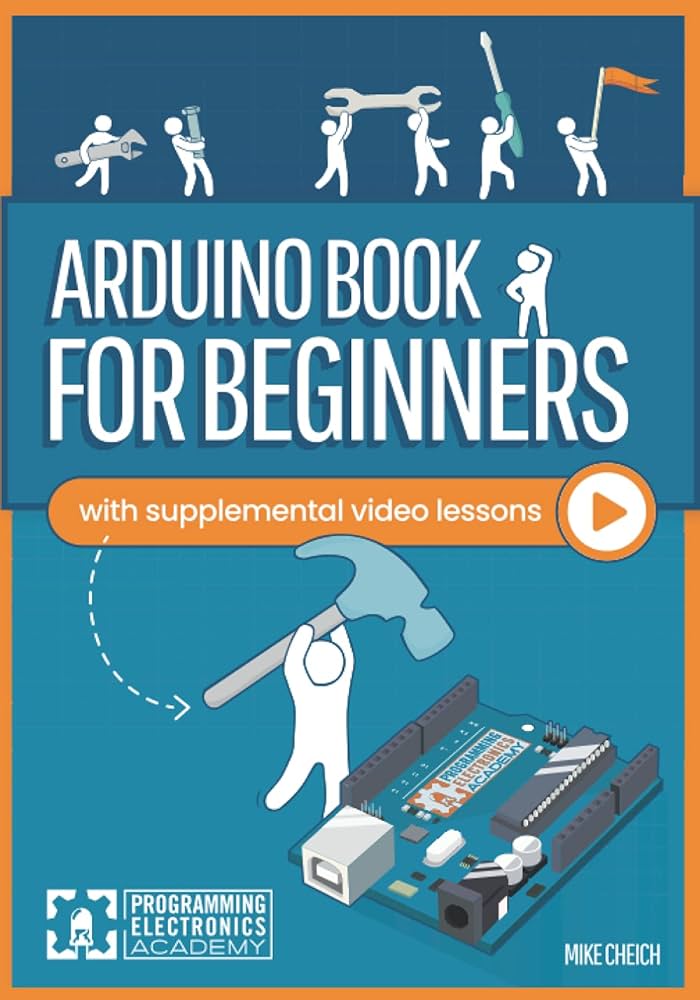 ARDUINO BOOK
FOR BEGINNERS
with supplemental video lessons
PROGRAMMING
ELECTRONICS
ACADEMY
PROGRAMMING
ELECTRONICS
ACADEMY
MIKE CHEICH